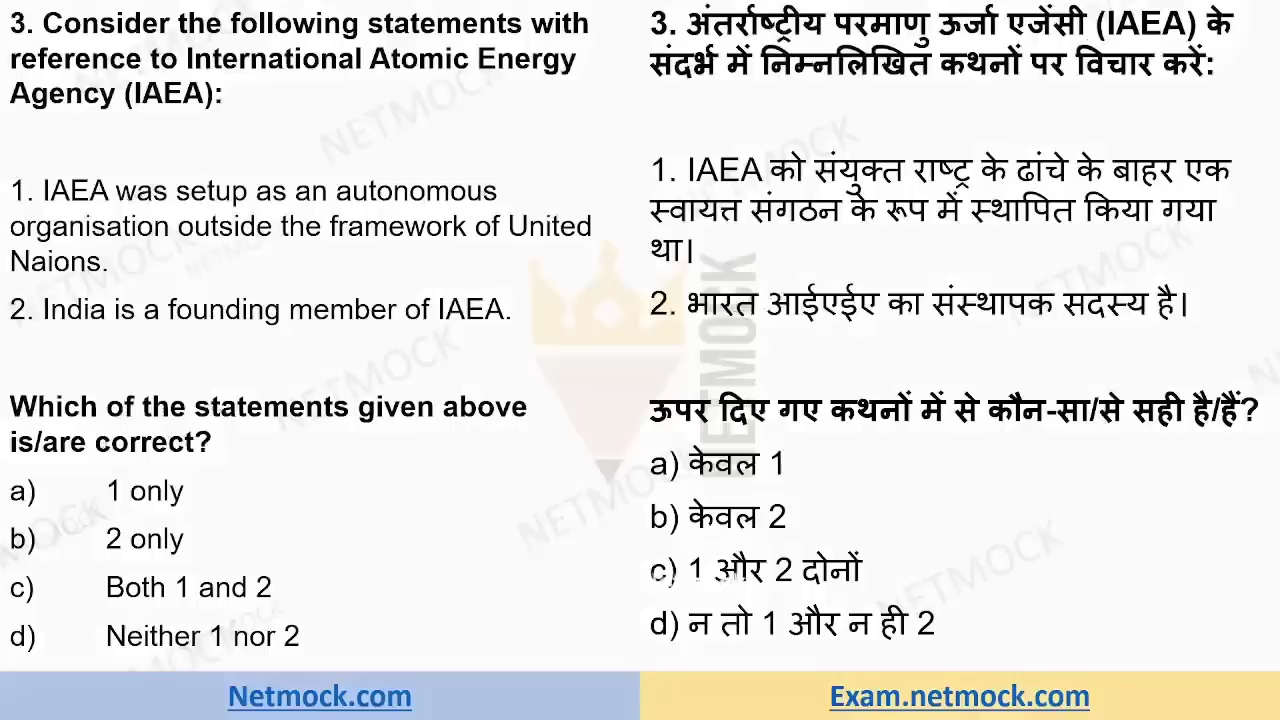 3. Consider the following statements with
reference to International Atomic Energy
Agency (IAEA):
1. IAEA was setup as an autonomous
organisation outside the framework of United
Naions.
2. India is a founding member of IAEA.
Which of the statements given above
is/are correct?
a) 1 only
b) 2 only
c) Both 1 and 2
d) Neither 1 nor 2
3. अंतर्राष्ट्रीय परमाणु ऊर्जा एजेंसी (IAEA) के
संदर्भ में निम्नलिखित कथनों पर विचार करें:
1. IAEA को संयुक्त राष्ट्र के ढांचे के बाहर एक
स्वायत्त संगठन के रूप में स्थापित किया गया
था।
2. भारत आईएईए का संस्थापक सदस्य है।
ऊपर दिए गए कथनों में से कौन-सा/से सही है/हैं?
a) केवल 1
b) केवल 2
c) 1 और 2 दोनों
d) न तो 1 और न ही 2
NETMOCK
Netmock.com
Exam.netmock.com